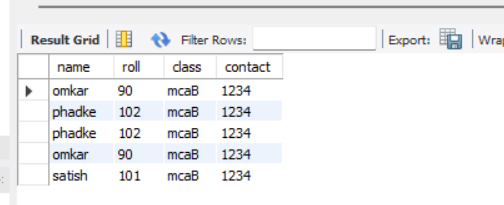 Result Grid Filter Rows: Export: Wrap
name roll class contact
omkar 90 mcaB 1234
phadke 102 mcaB 1234
phadke 102 mcaB 1234
omkar 90 mcaB 1234
satish 101 mcaB 1234